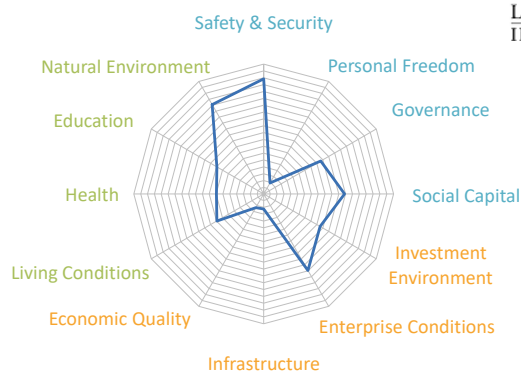 Safety & Security
Natural Environment
Personal Freedom
Education
Governance
Health
Social Capital
Investment
Environment
Living Conditions
Economic Quality
Enterprise Conditions
Infrastructure